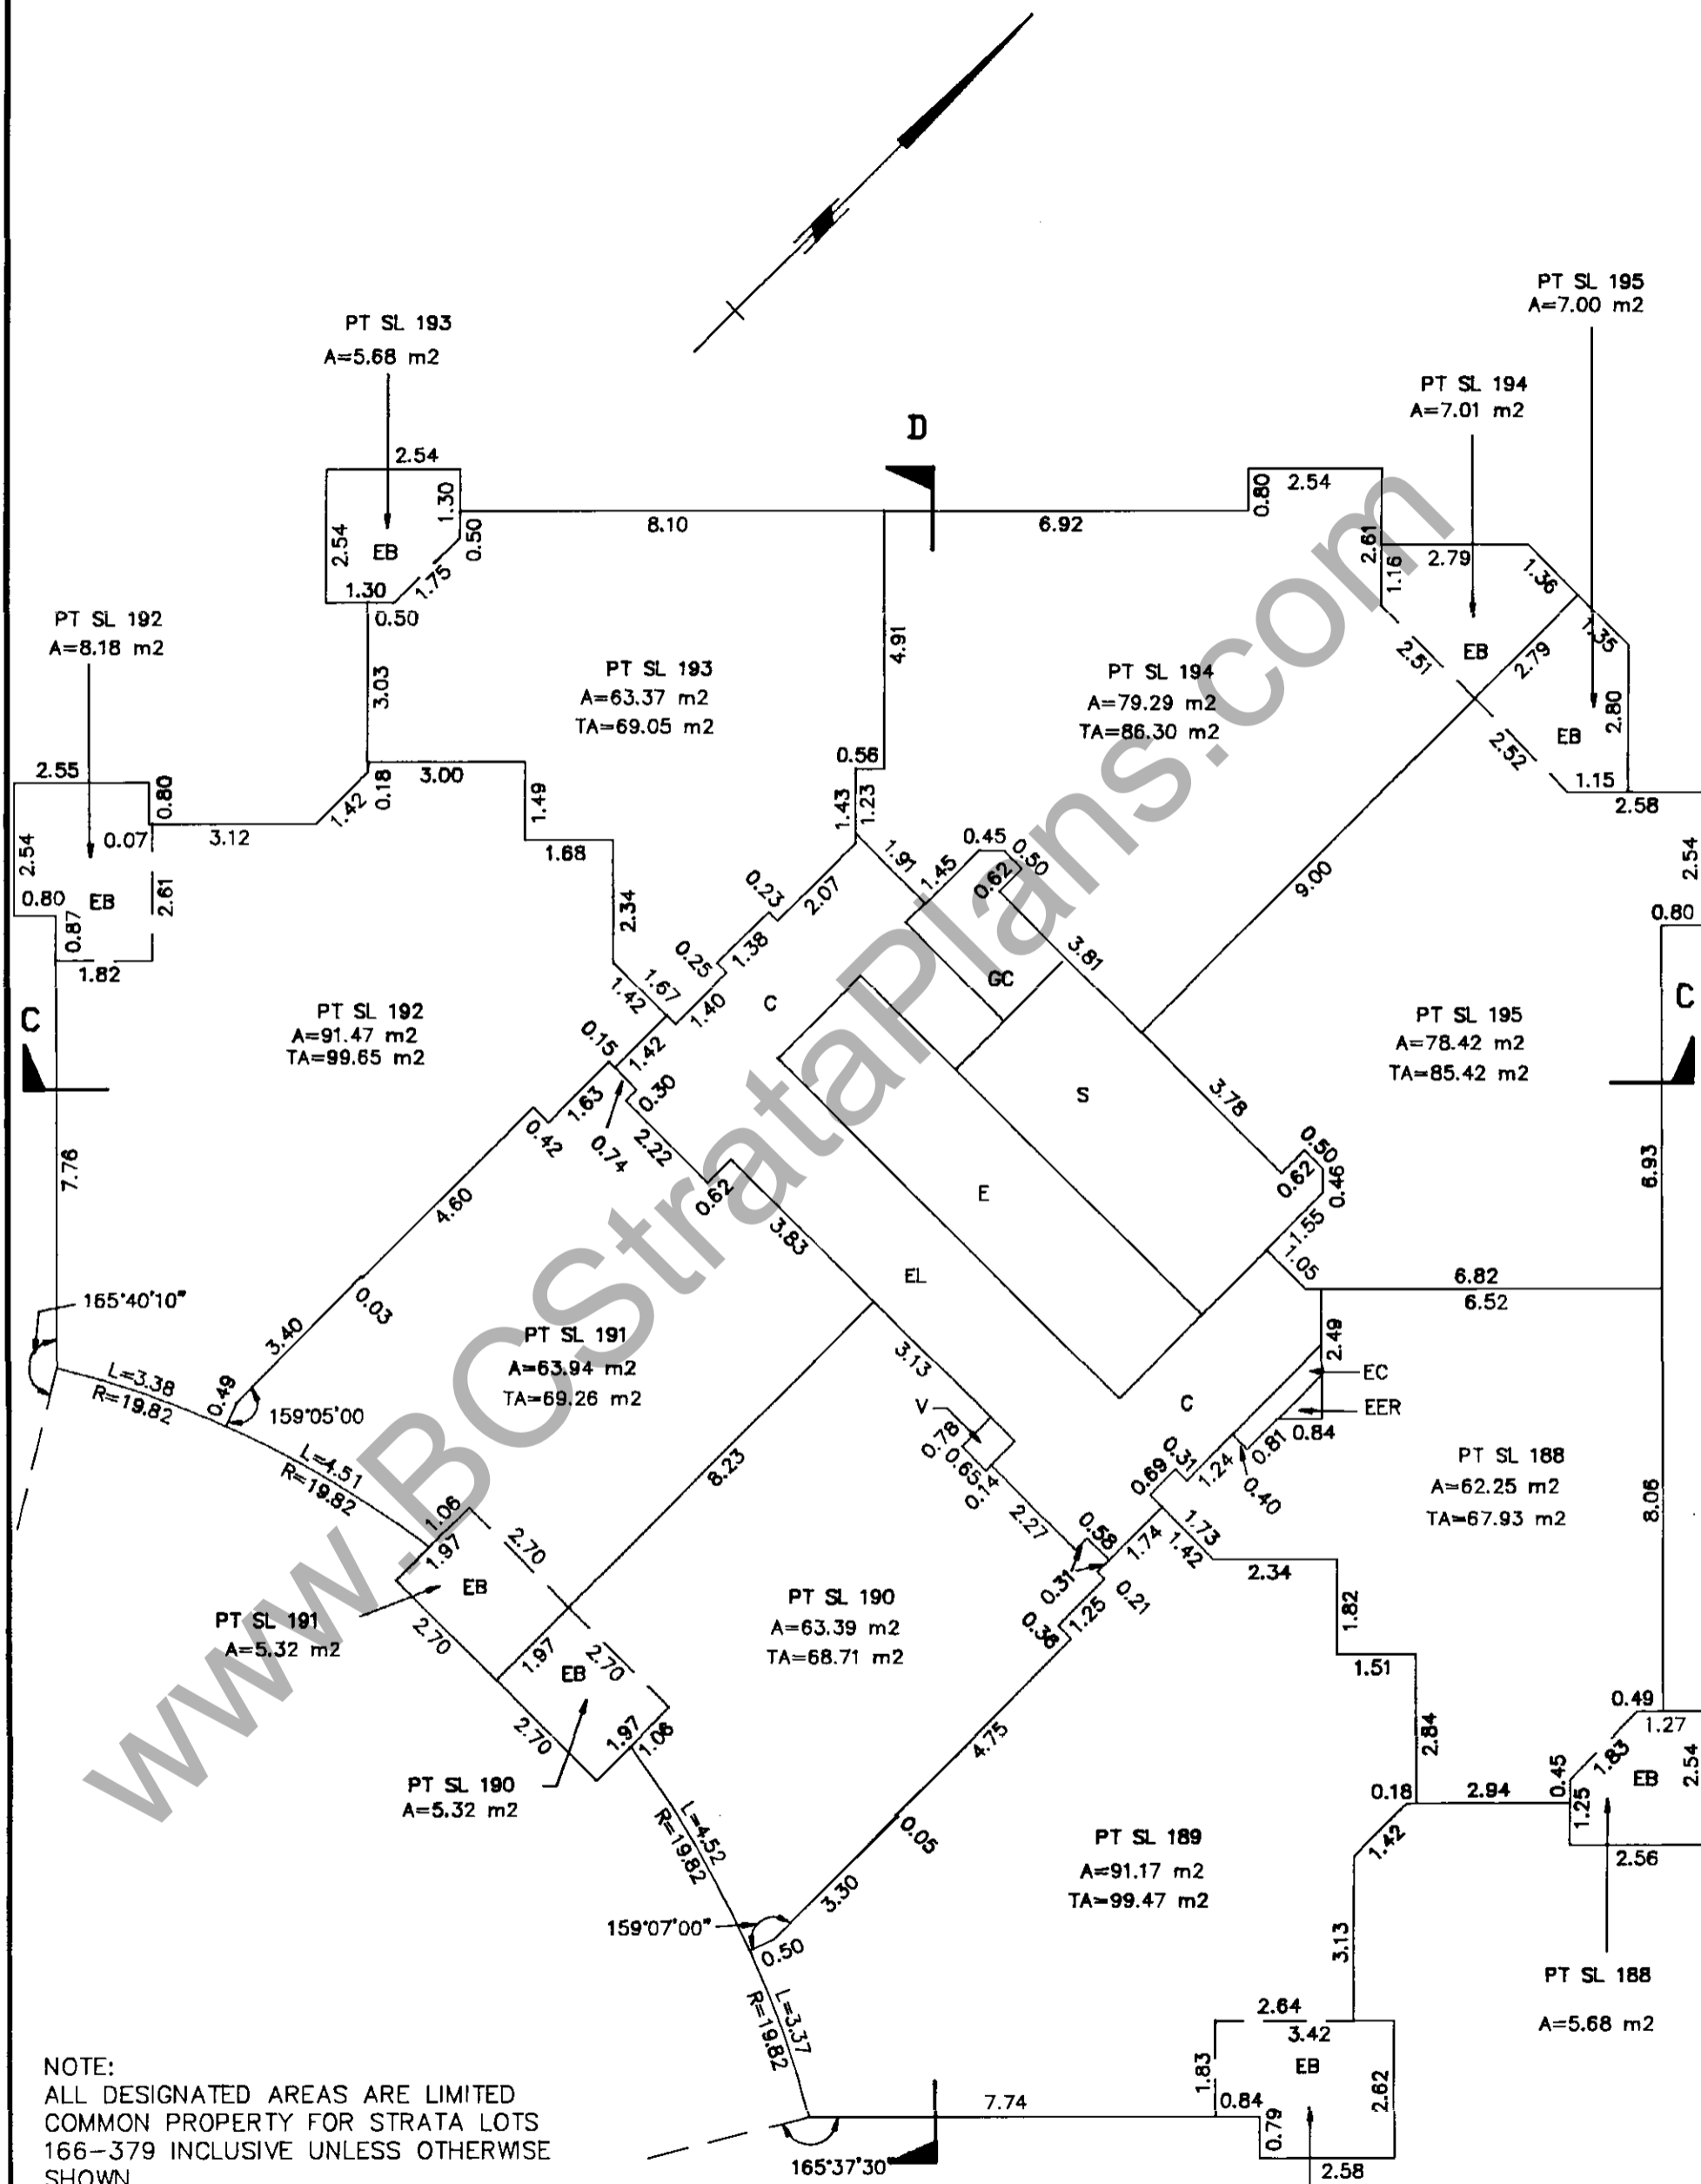 PT SL 195
A=7.00 m2
PT SL 193
A=5.68 m2
PT SL 194
A=7.01 m2
D
2.54
1.30
0.50
2.54
EB
1.30
1.75
0.50
8.10
6.92
0.80
2.54
2.61
1.16
2.79
1.36
1.35
2.51
EB
2.79
2.80
EB
2.52
1.15
2.58
2.54
0.80
PT SL 192
A=8.18 m2
3.03
PT SL 193
A=63.37 m2
TA=69.05 m2
4.91
PT SL 194
A=79.29 m2
TA=86.30 m2
2.55
0.80
0.07
3.12
1.42
0.18
3.00
1.49
1.68
2.34
0.56
1.43
1.23
2.54
0.80
EB
2.61
0.87
1.82
1.91
1.45
0.45
0.50
0.62
0.23
2.07
1.38
0.25
1.67
1.42
1.40
C
GC
3.81
9.00
C
PT SL 192
A=91.47 m2
TA=99.65 m2
0.15
1.42
0.30
1.63
0.42
0.74
2.22
0.62
S
3.78
PT SL 195
A=78.42 m2
TA=85.42 m2
C
7.76
4.60
3.83
E
EL
0.50
0.62
0.46
1.55
1.05
6.93
6.82
6.52
165°40'10"
0.03
3.40
PT SL 191
A=63.94 m2
TA=69.26 m2
3.13
2.49
EC
EER
L=3.38
R=19.82
0.49
159°05'00
V
0.78
0.65
0.14
C
0.84
0.81
0.40
1.24
0.31
0.69
L=4.51
R=19.82
8.23
PT SL 188
A=62.25 m2
TA=67.93 m2
8.06
1.06
1.97
2.70
EB
2.27
0.58
1.74
1.73
1.42
2.34
0.31
0.21
1.25
0.36
1.82
1.51
PT SL 191
A=5.32 m2
2.70
1.97
2.70
EB
PT SL 190
A=63.39 m2
TA=68.71 m2
2.70
1.97
1.06
4.75
2.84
0.49
1.27
1.83
0.45
EB
2.54
1.25
2.56
PT SL 190
A=5.32 m2
0.18
2.94
1.42
L=4.52
R=19.82
0.05
PT SL 189
A=91.17 m2
TA=99.47 m2
3.30
159°07'00"
0.50
3.13
PT SL 188
A=5.68 m2
L=3.37
R=19.82
2.64
3.42
EB
1.83
2.62
0.84
0.79
2.58
7.74
165°37'30
NOTE:
ALL DESIGNATED AREAS ARE LIMITED
COMMON PROPERTY FOR STRATA LOTS
166-379 INCLUSIVE UNLESS OTHERWISE
SHOWN
www.BCStrataPlans.com